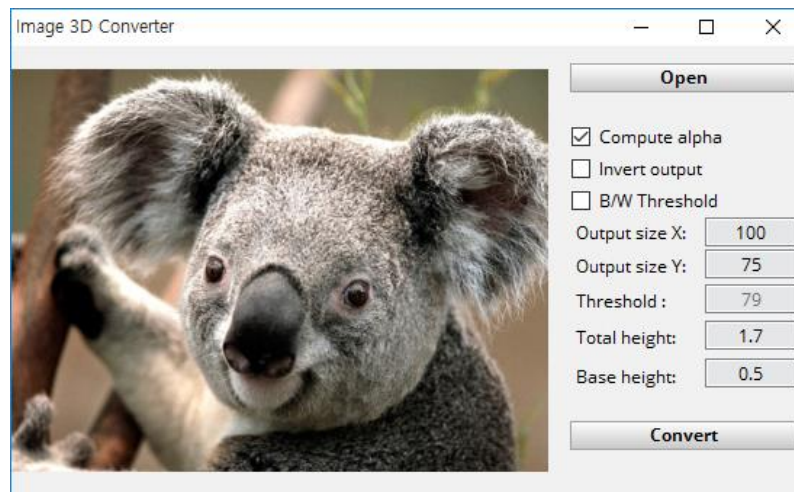 Image 3D Converter
Open
Compute alpha
Invert output
B/W Threshold
Output size X: 100
Output size Y: 75
Threshold : 79
Total height: 1.7
Base height: 0.5
Convert